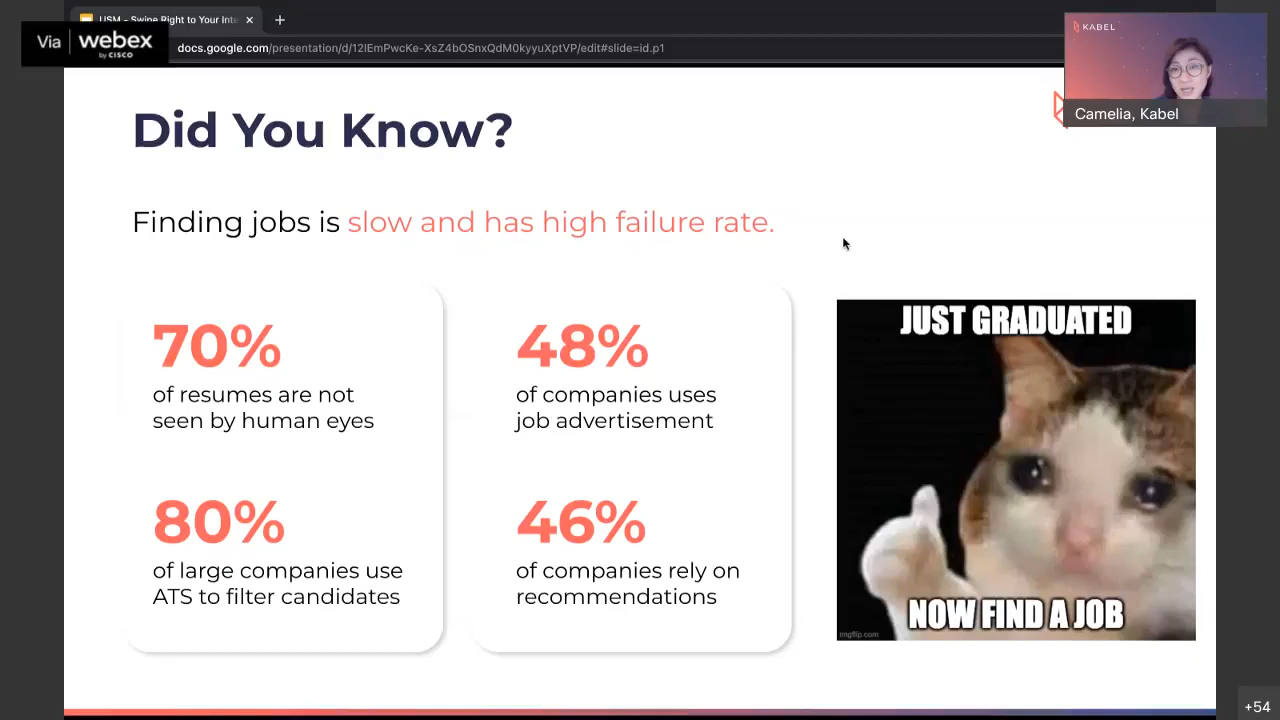 USM - Swipe Right to Your Inte
Via webex
by CISCO
docs.google.com/presentation/d/12lEmPwcKe-XsZ4bOSnxQdM0kyyuXptVP/edit#slide=id.p1
KABEL
Camelia, Kabel
Did You Know?
Finding jobs is slow and has high failure rate.
70%
of resumes are not
seen by human eyes
80%
of large companies use
ATS to filter candidates
48%
of companies uses
job advertisement
46%
of companies rely on
recommendations
JUST GRADUATED
NOW FIND A JOB
imgflip.com
+54